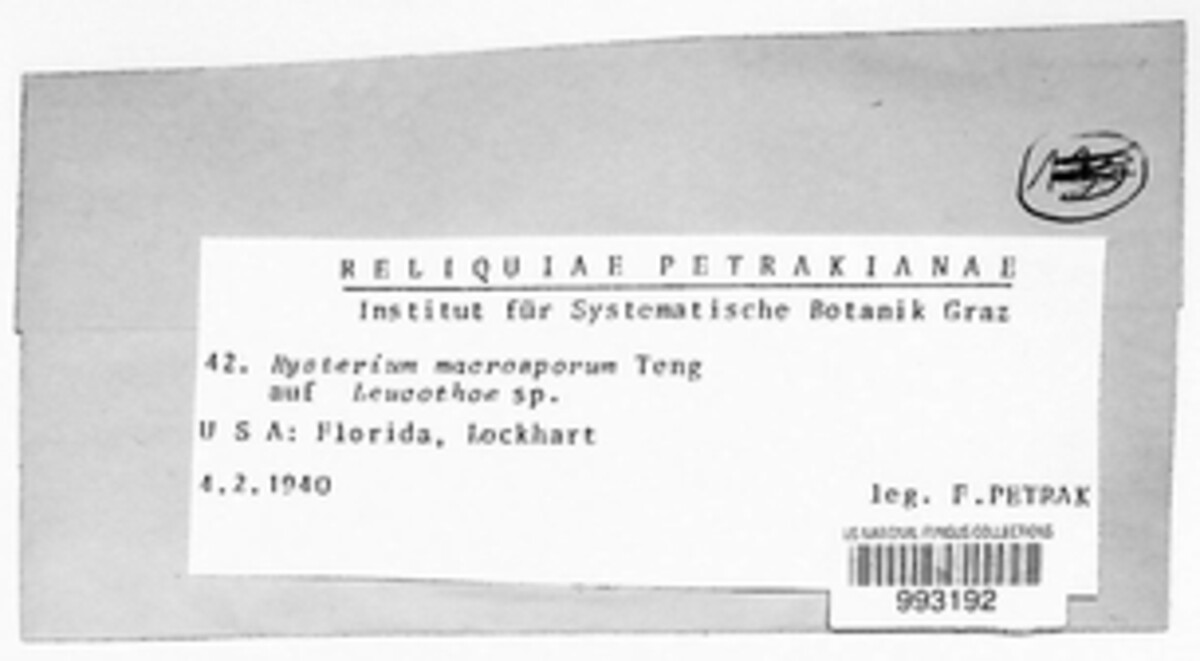 RELIQUIAE PETRAKIANAE
Institut für Systematische Botanik Graz
42. Hysterium macrosporum Teng
auf Leucothoe sp.
U S A: Florida, Lockhart
4.2.1940
leg. F.PETRAK
US NATIONAL FUNGUS COLLECTIONS
993192